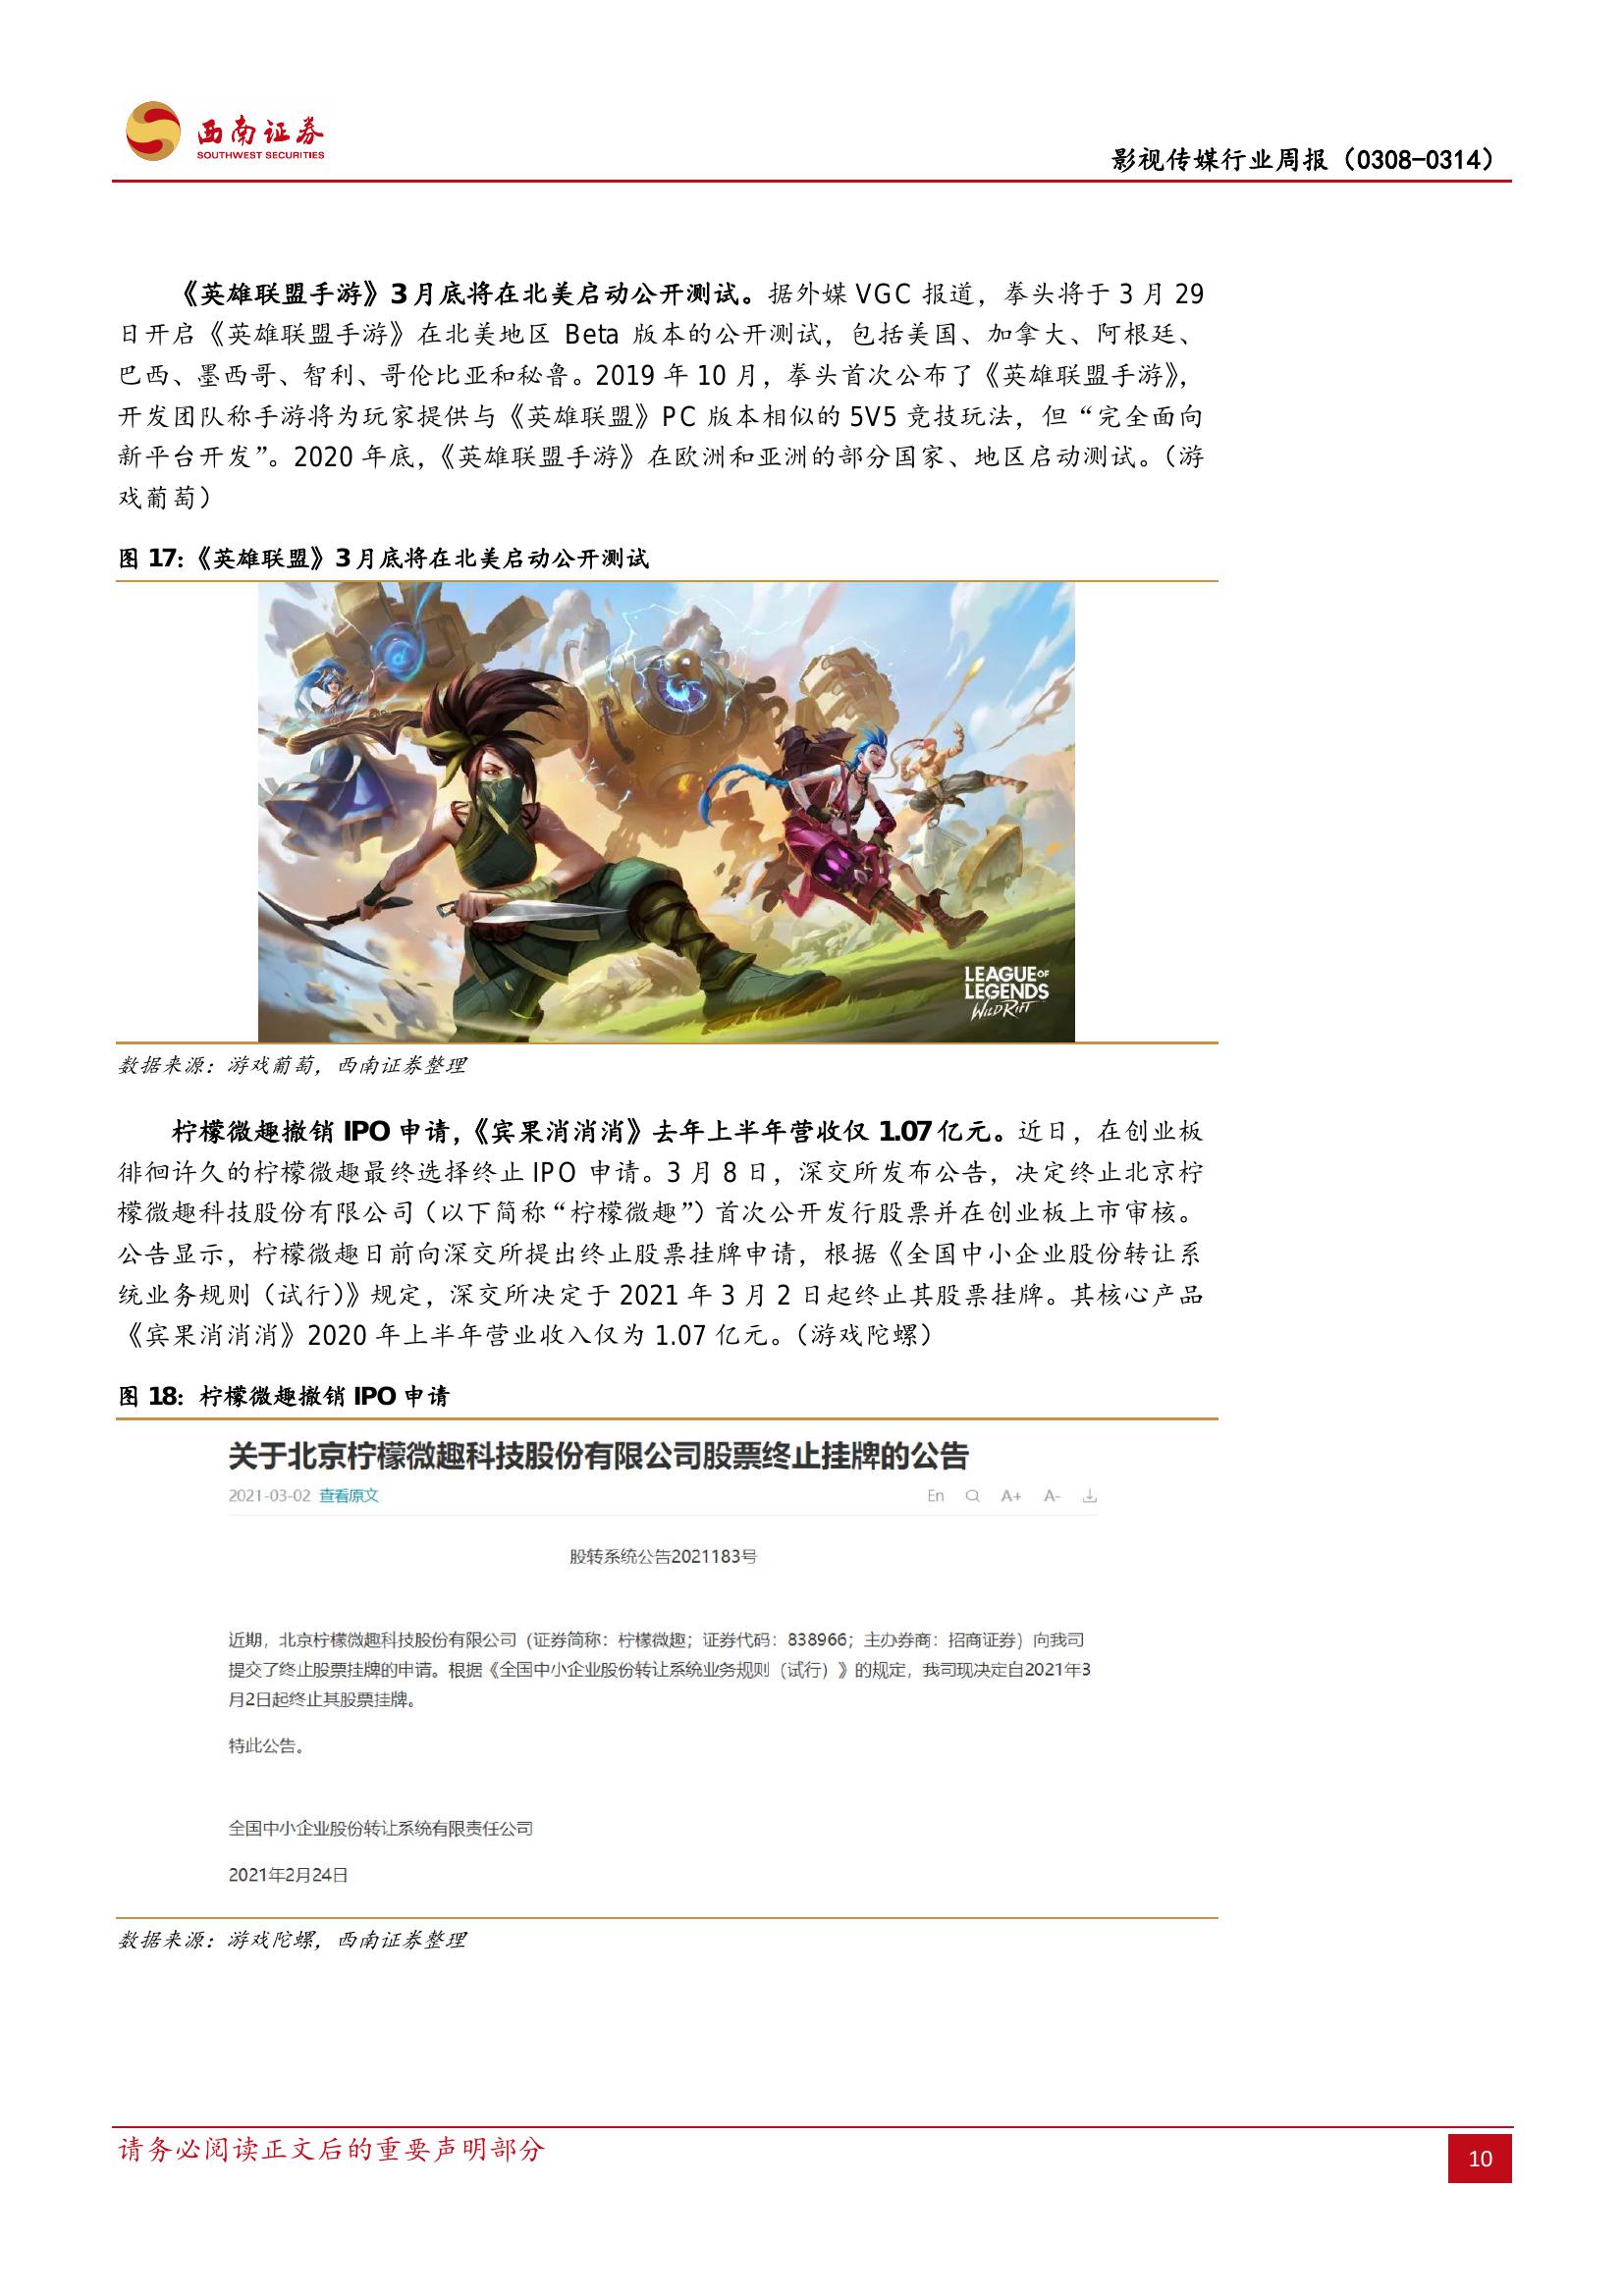 西南证券
SOUTHWEST SECURITIES
影视传媒行业周报（0308-0314）
《英雄联盟手游》3月底将在北美启动公开测试。据外媒 VGC 报道，拳头将于 3 月 29
日开启《英雄联盟手游》在北美地区 Beta 版本的公开测试，包括美国、加拿大、阿根廷、
巴西、墨西哥、智利、哥伦比亚和秘鲁。2019 年 10 月，拳头首次公布了《英雄联盟手游》，
开发团队称手游将为玩家提供与《英雄联盟》PC 版本相似的 5V5 竞技玩法，但“完全面向
新平台开发”。2020 年底，《英雄联盟手游》在欧洲和亚洲的部分国家、地区启动测试。（游
戏葡萄）
图 17：《英雄联盟》3月底将在北美启动公开测试
LEAGUE OF
LEGENDS
WILD RIFT
数据来源：游戏葡萄，西南证券整理
柠檬微趣撤销 IPO 申请，《宾果消消消》去年上半年营收仅 1.07亿元。近日，在创业板
徘徊许久的柠檬微趣最终选择终止 IPO 申请。3 月 8 日，深交所发布公告，决定终止北京柠
檬微趣科技股份有限公司（以下简称“柠檬微趣”）首次公开发行股票并在创业板上市审核。
公告显示，柠檬微趣日前向深交所提出终止股票挂牌申请，根据《全国中小企业股份转让系
统业务规则（试行）》规定，深交所决定于 2021 年 3 月 2 日起终止其股票挂牌。其核心产品
《宾果消消消》2020 年上半年营业收入仅为 1.07 亿元。（游戏陀螺）
图 18：柠檬微趣撤销 IPO 申请
关于北京柠檬微趣科技股份有限公司股票终止挂牌的公告
2021-03-02 查看原文 En A+ A-
股转系统公告2021183号
近期，北京柠檬微趣科技股份有限公司（证券简称：柠檬微趣；证券代码：838966；主办券商：招商证券）向我司
提交了终止股票挂牌的申请。根据《全国中小企业股份转让系统业务规则（试行）》的规定，我司现决定自2021年3
月2日起终止其股票挂牌。
特此公告。
全国中小企业股份转让系统有限责任公司
2021年2月24日
数据来源：游戏陀螺，西南证券整理
请务必阅读正文后的重要声明部分
10